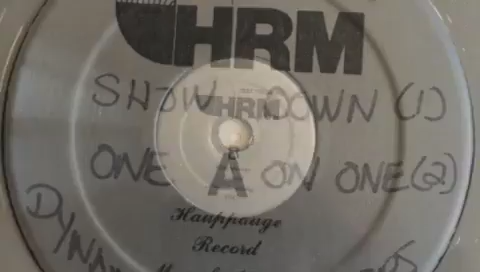 HRM
SHOW DOWN (1)
HRM
ONE ON ONE (2)
A
Hauppauge
Record